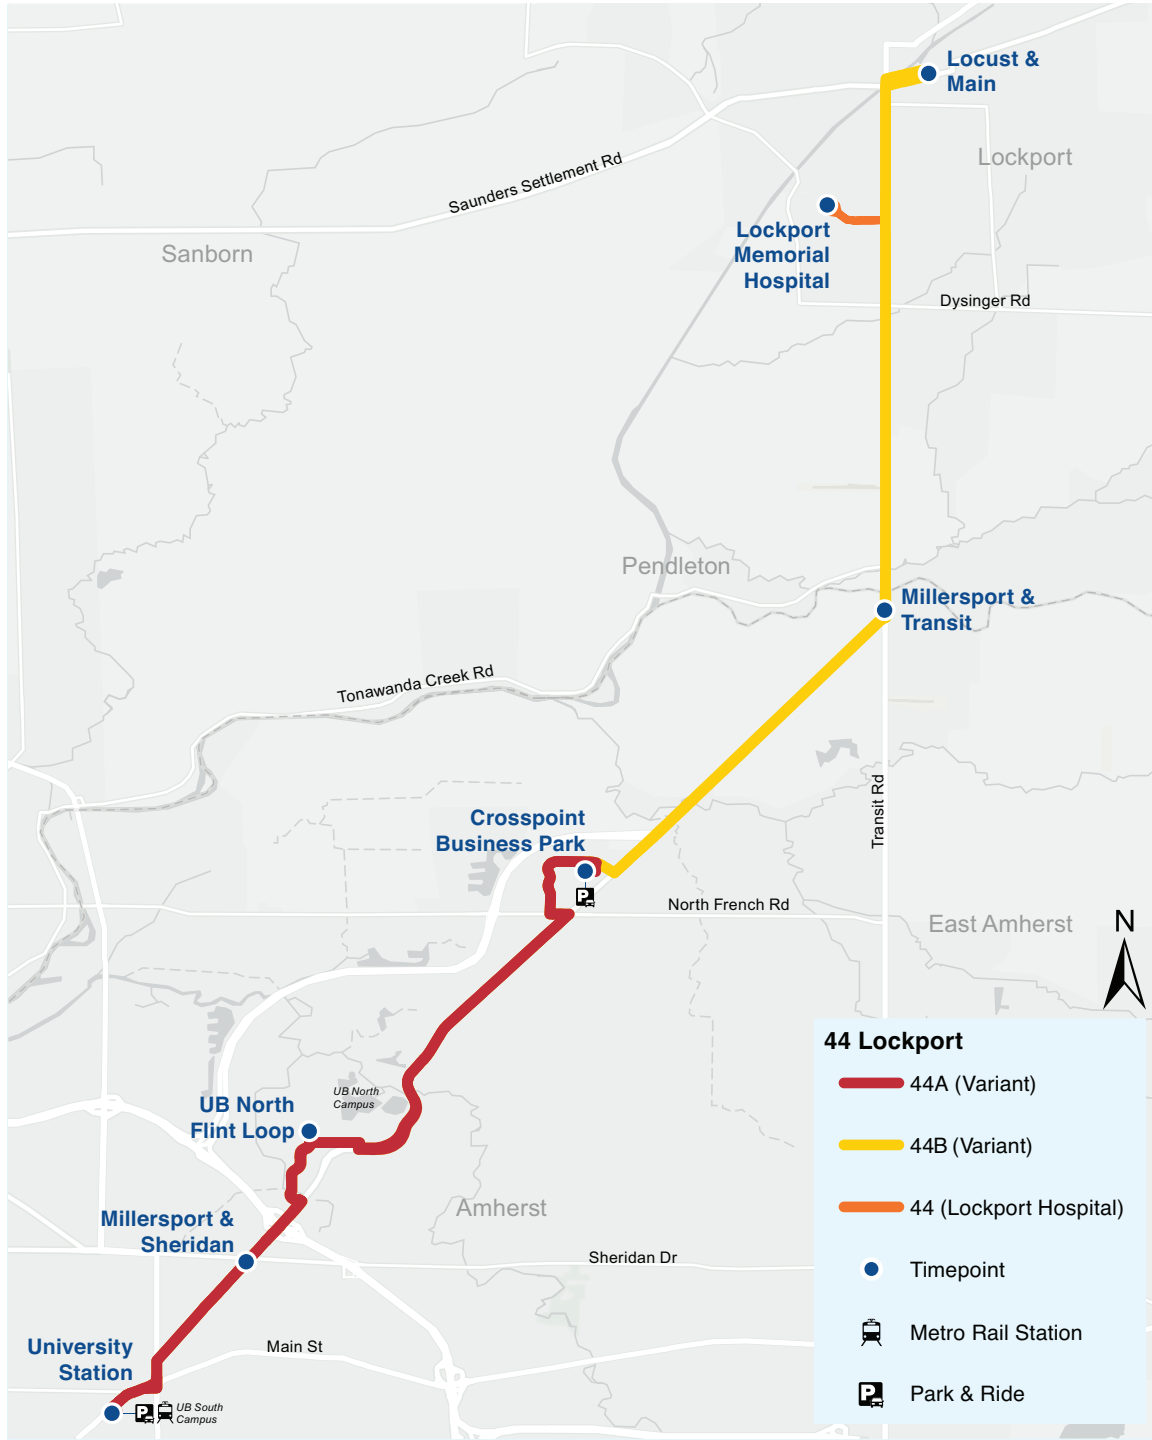 Locust &
Main
Lockport
Saunders Settlement Rd
Lockport
Memorial
Hospital
Sanborn
Dysinger Rd
Pendleton
Millersport &
Transit
Tonawanda Creek Rd
Transit Rd
Crosspoint
Business Park
P
North French Rd
East Amherst
N
44 Lockport
44A (Variant)
44B (Variant)
44 (Lockport Hospital)
Timepoint
Metro Rail Station
P
Park & Ride
UB North
Campus
UB North
Flint Loop
Amherst
Millersport &
Sheridan
Sheridan Dr
University
Station
Main St
P
UB South
Campus